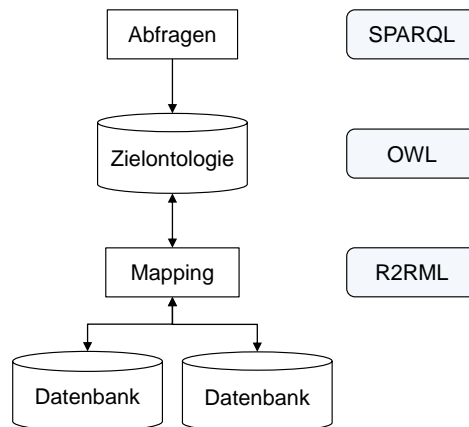 Abfragen
SPARQL
Zielontologie
OWL
Mapping
R2RML
Datenbank
Datenbank